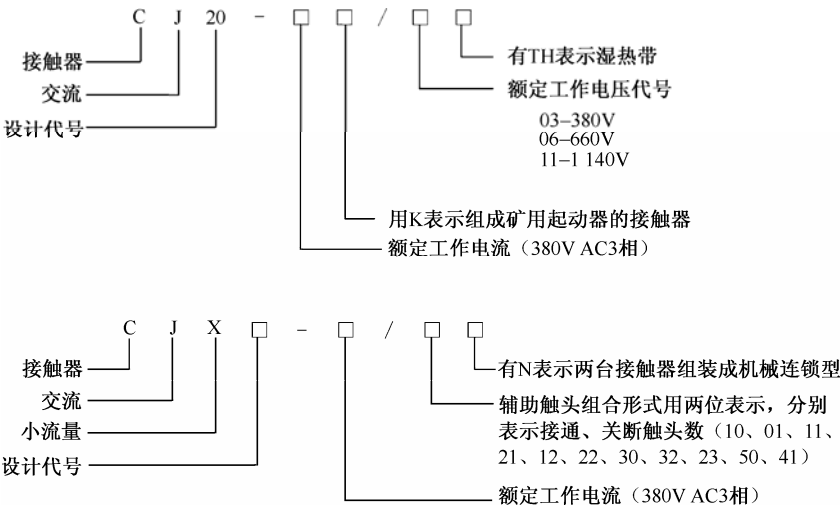 C J 20 - □ □ / □ □
接触器
有TH表示湿热带
交流
额定工作电压代号
设计代号
03–380V
06–660V
11–1 140V
用K表示组成矿用起动器的接触器
额定工作电流（380V AC3相）
C J X □ - □ / □ □
接触器
有N表示两台接触器组装成机械连锁型
交流
辅助触头组合形式用两位表示，分别
小流量
表示接通、关断触头数（10、01、11、
设计代号
21、12、22、30、32、23、50、41）
额定工作电流（380V AC3相）